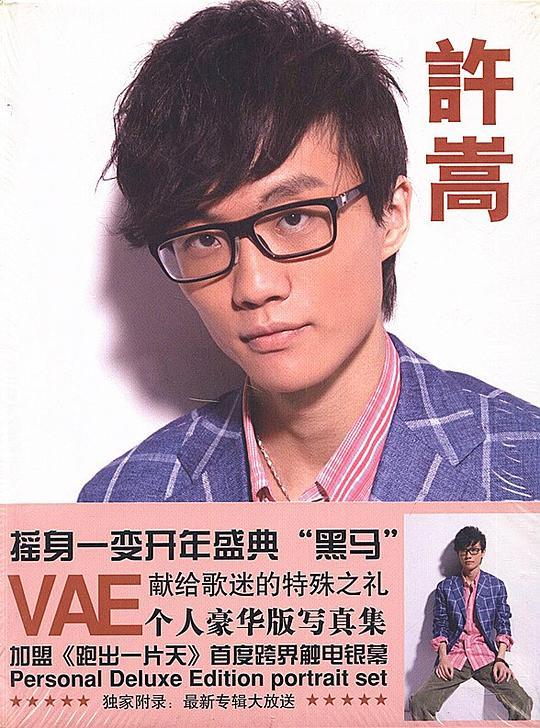 許嵩
摇身一变开年盛典“黑马”
VAE
献给歌迷的特殊之礼
个人豪华版写真集
加盟《跑出一片天》首度跨界触电银幕
Personal Deluxe Edition portrait set
★★★★★ 独家附录：最新专辑大放送 ★★★★★